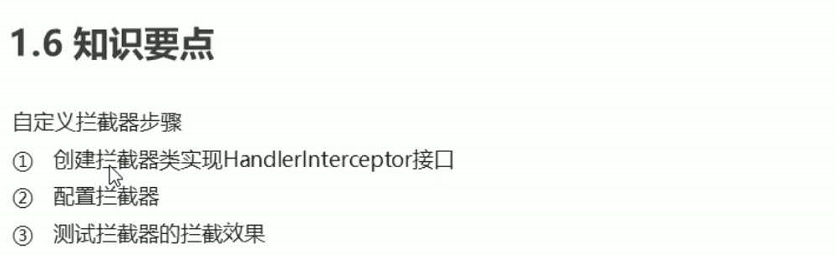 1.6 知识要点
自定义拦截器步骤
① 创建拦截器类实现HandlerInterceptor接口
② 配置拦截器
③ 测试拦截器的拦截效果